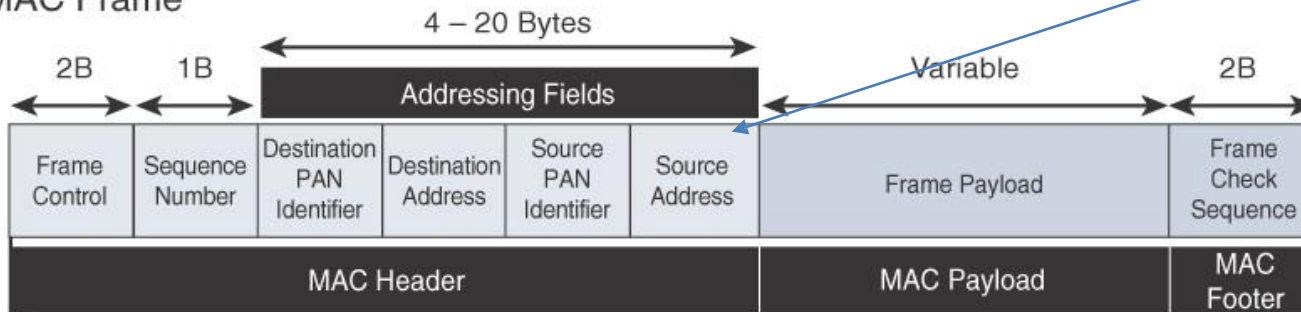 MAC Frame
4 – 20 Bytes
2B
1B
Variable
2B
Addressing Fields
Frame
Control
Sequence
Number
Destination
PAN
Identifier
Destination
Address
Source
PAN
Identifier
Source
Address
Frame Payload
Frame
Check
Sequence
MAC Header
MAC Payload
MAC
Footer